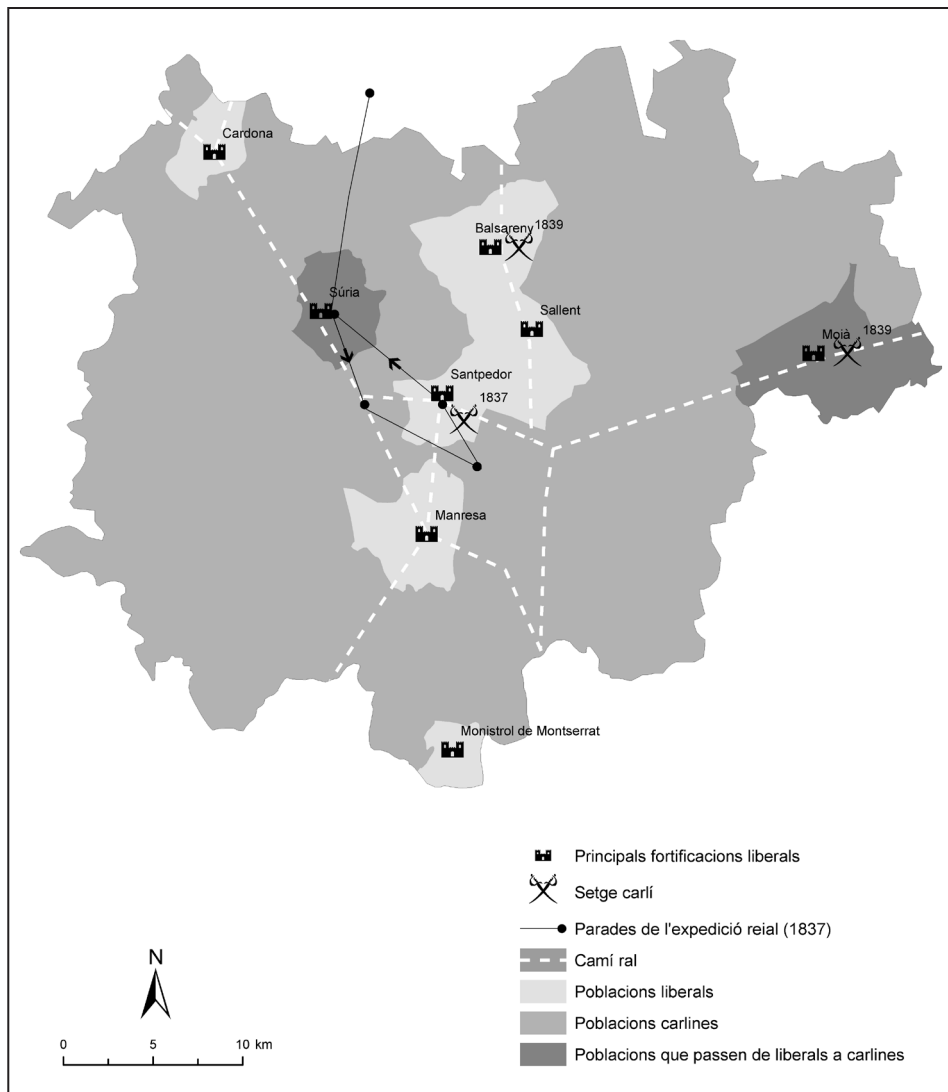 Cardona
Balsareny
1839
Súria
Sallent
Moià
1839
Santpedor
1837
Manresa
Monistrol de Montserrat
Principals fortificacions liberals
Setge carlí
Parades de l'expedició reial (1837)
Camí ral
Poblacions liberals
Poblacions carlines
Poblacions que passen de liberals a carlines
N
0 5 10 km